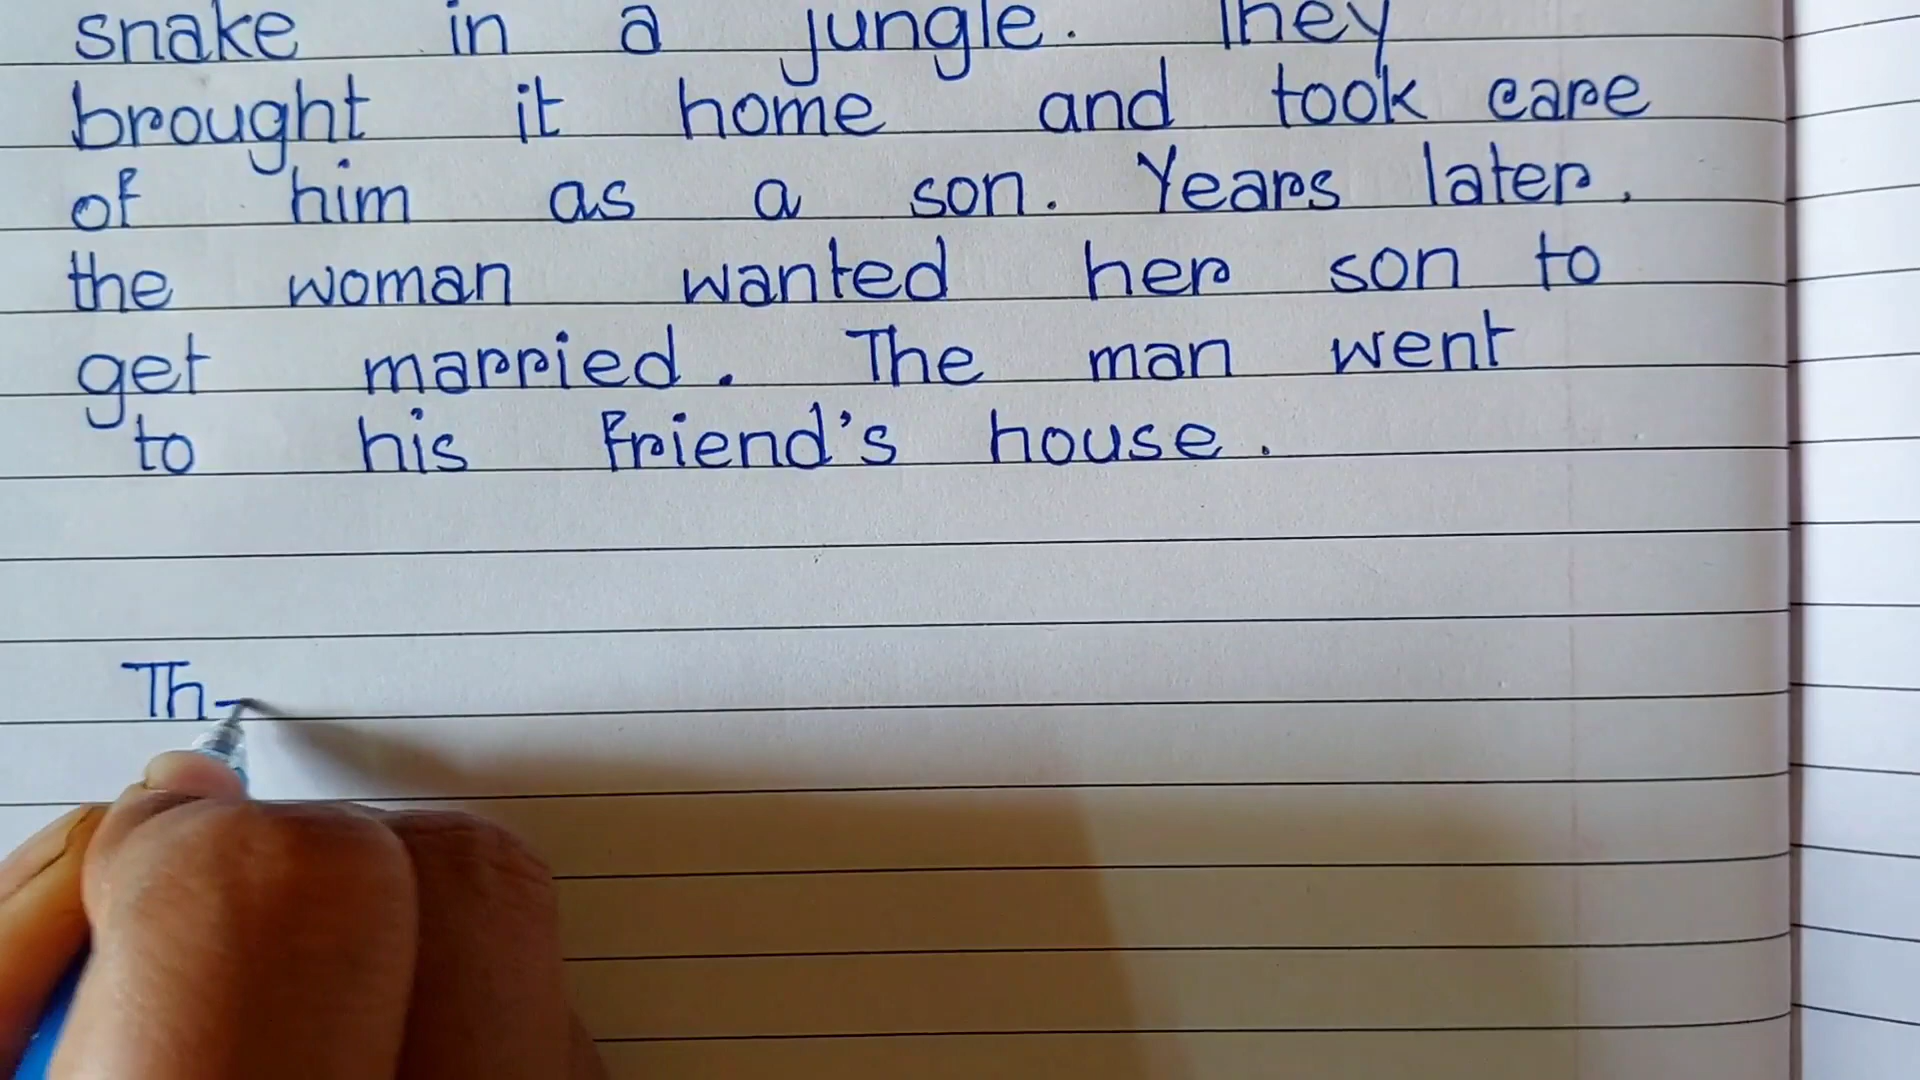 snake in a jungle. They
brought it home and took care
of him as a son. Years later,
the woman wanted her son to
get married. The man went
to his Friend's house.
Th